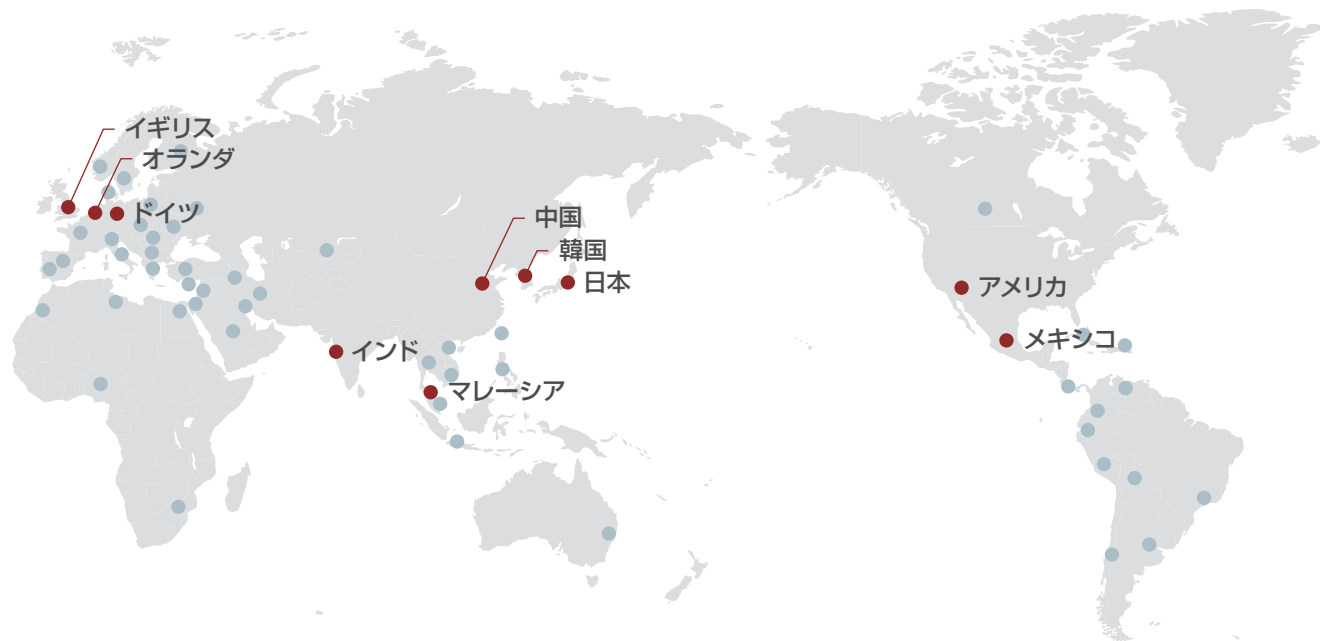 イギリス
オランダ
ドイツ
中国
韓国
日本
インド
マレーシア
アメリカ
メキシコ